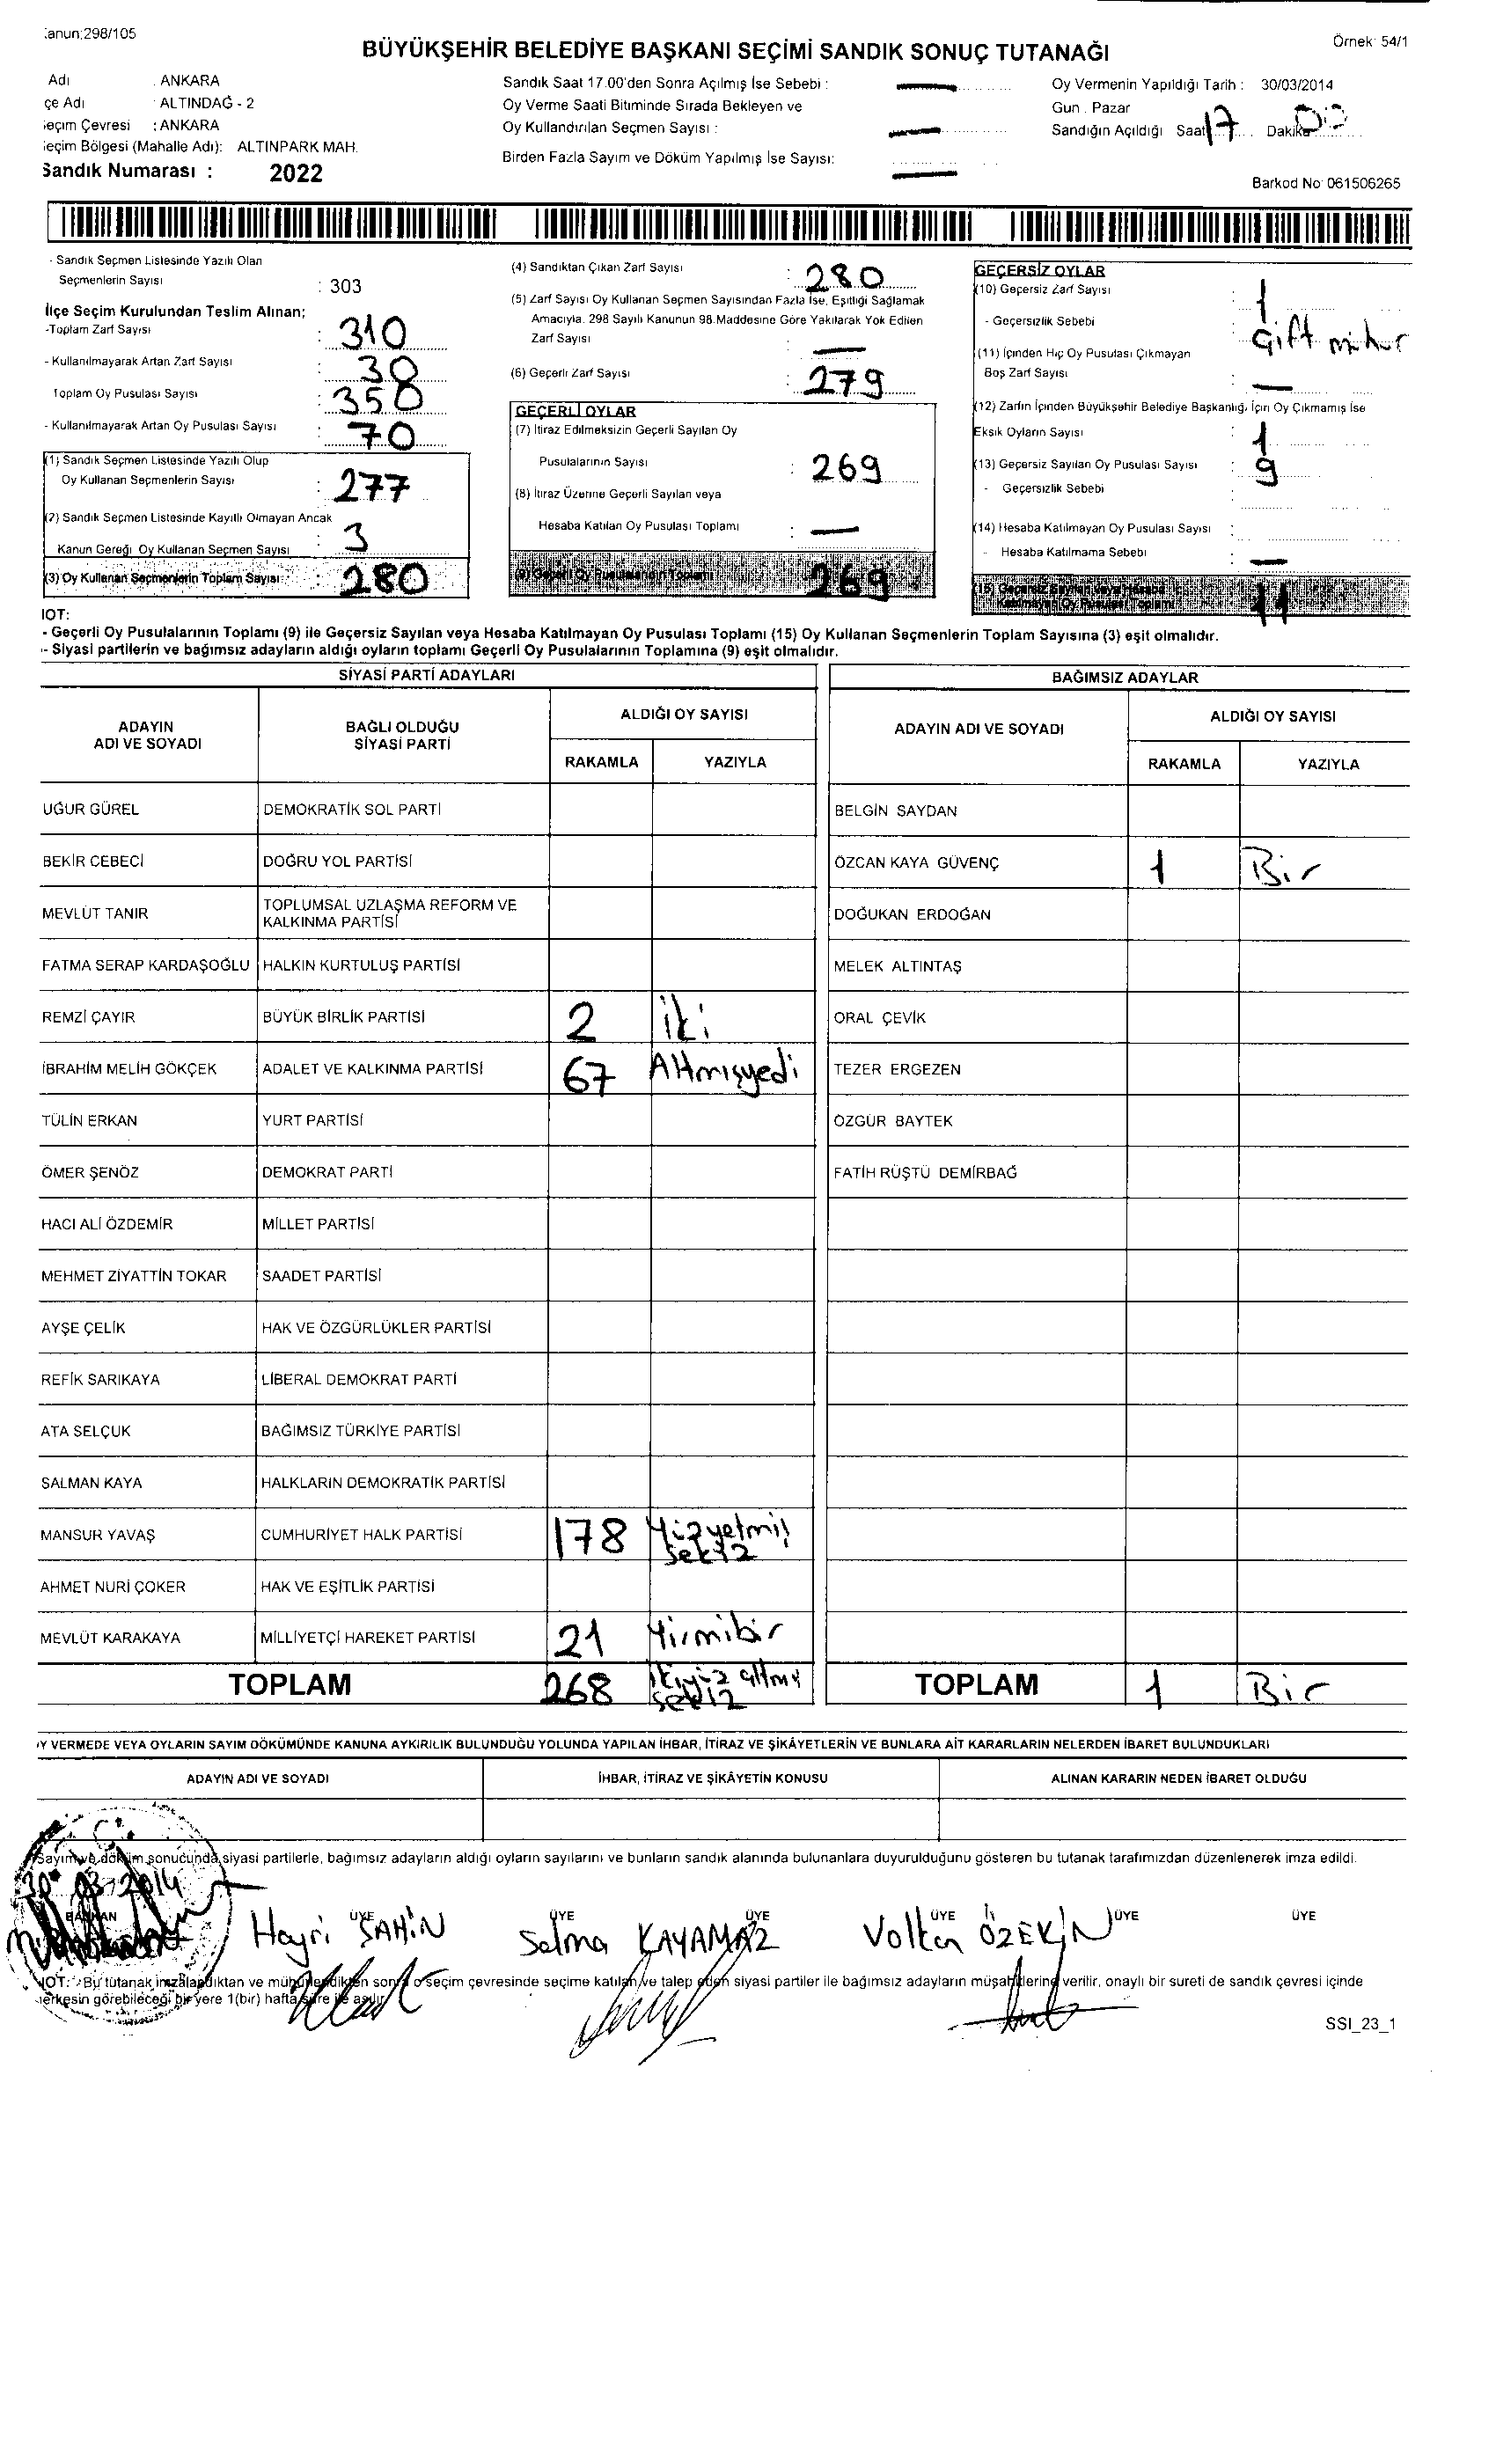 anun;298/105
BÜYÜKŞEHİR BELEDİYE BAŞKANI SEÇİMİ SANDIK SONUÇ TUTANAĞI
Örnek: 54/1
Adı : ANKARA
çe Adı : ALTINDAĞ - 2
eçim Çevresi : ANKARA
eçim Bölgesi (Mahalle Adı): ALTINPARK MAH.
Sandık Numarası : 2022
Sandık Saat 17.00'den Sonra Açılmış İse Sebebi :
Oy Verme Saati Bitiminde Sırada Bekleyen ve
Oy Kullandırılan Seçmen Sayısı :
Birden Fazla Sayım ve Döküm Yapılmış İse Sayısı:
Oy Vermenin Yapıldığı Tarih : 30/03/2014
Gun : Pazar
Sandığın Açıldığı Saat 17 Dakika 00
Barkod No: 061506265
- Sandık Seçmen Listesinde Yazılı Olan
Seçmenlerin Sayısı : 303
İlçe Seçim Kurulundan Teslim Alınan;
-Toplam Zarf Sayısı : 310
- Kullanılmayarak Artan Zarf Sayısı : 30
Toplam Oy Pusulası Sayısı : 350
- Kullanılmayarak Artan Oy Pusulası Sayısı : 70
(1) Sandık Seçmen Listesinde Yazılı Olup
Oy Kullanan Seçmenlerin Sayısı : 277
(2) Sandık Seçmen Listesinde Kayıtlı Olmayan Ancak
Kanun Gereği Oy Kullanan Seçmen Sayısı : 3
(3) Oy Kullanan Seçmenlerin Toplam Sayısı : 280
(4) Sandıktan Çıkan Zarf Sayısı : 280
(5) Zarf Sayısı Oy Kullanan Seçmen Sayısından Fazla İse, Eşitliği Sağlamak
Amacıyla, 298 Sayılı Kanunun 98.Maddesine Göre Yakılarak Yok Edilen
Zarf Sayısı : —
(6) Geçerli Zarf Sayısı : 279
GEÇERLİ OYLAR
(7) İtiraz Edilmeksizin Geçerli Sayılan Oy
Pusulalarının Sayısı : 269
(8) İtiraz Üzerine Geçerli Sayılan veya
Hesaba Katılan Oy Pusulası Toplamı : —
(9) Geçerli Oy Pusulalarının Toplamı : 269
GEÇERSİZ OYLAR
(10) Geçersiz Zarf Sayısı : 1
- Geçersizlik Sebebi : Çift mühür
(11) İçinden Hiç Oy Pusulası Çıkmayan
Boş Zarf Sayısı : —
(12) Zarfın İçinden Büyükşehir Belediye Başkanlığı İçin Oy Çıkmamış İse
Eksik Oyların Sayısı : 1
(13) Geçersiz Sayılan Oy Pusulası Sayısı : 9
- Geçersizlik Sebebi
(14) Hesaba Katılmayan Oy Pusulası Sayısı :
- Hesaba Katılmama Sebebi : —
(15) Geçersiz Sayılan veya Hesaba
Katılmayan Oy Pusulası Toplamı : 11
IOT:
- Geçerli Oy Pusulalarının Toplamı (9) ile Geçersiz Sayılan veya Hesaba Katılmayan Oy Pusulası Toplamı (15) Oy Kullanan Seçmenlerin Toplam Sayısına (3) eşit olmalıdır.
- Siyasi partilerin ve bağımsız adayların aldığı oyların toplamı Geçerli Oy Pusulalarının Toplamına (9) eşit olmalıdır.
SİYASİ PARTİ ADAYLARI
ADAYIN ADI VE SOYADI
BAĞLI OLDUĞU SİYASİ PARTİ
ALDIĞI OY SAYISI
RAKAMLA YAZIYLA
UĞUR GÜREL DEMOKRATİK SOL PARTİ
BEKİR CEBECİ DOĞRU YOL PARTİSİ
MEVLÜT TANIR TOPLUMSAL UZLAŞMA REFORM VE KALKINMA PARTİSİ
FATMA SERAP KARDAŞOĞLU HALKIN KURTULUŞ PARTİSİ
REMZİ ÇAYIR BÜYÜK BİRLİK PARTİSİ 2 iki
İBRAHİM MELİH GÖKÇEK ADALET VE KALKINMA PARTİSİ 67 Altmışyedi
TÜLİN ERKAN YURT PARTİSİ
ÖMER ŞENÖZ DEMOKRAT PARTİ
HACI ALİ ÖZDEMİR MİLLET PARTİSİ
MEHMET ZİYATTİN TOKAR SAADET PARTİSİ
AYŞE ÇELİK HAK VE ÖZGÜRLÜKLER PARTİSİ
REFİK SARIKAYA LİBERAL DEMOKRAT PARTİ
ATA SELÇUK BAĞIMSIZ TÜRKİYE PARTİSİ
SALMAN KAYA HALKLARIN DEMOKRATİK PARTİSİ
MANSUR YAVAŞ CUMHURİYET HALK PARTİSİ 178 Yüzyetmiş sekiz
AHMET NURİ ÇOKER HAK VE EŞİTLİK PARTİSİ
MEVLÜT KARAKAYA MİLLİYETÇİ HAREKET PARTİSİ 21 Yirmibir
TOPLAM 268 ikiyüz altmış sekiz
BAĞIMSIZ ADAYLAR
ADAYIN ADI VE SOYADI
ALDIĞI OY SAYISI
RAKAMLA YAZIYLA
BELGİN SAYDAN
ÖZCAN KAYA GÜVENÇ 1 Bir
DOĞUKAN ERDOĞAN
MELEK ALTINTAŞ
ORAL ÇEVİK
TEZER ERGEZEN
ÖZGÜR BAYTEK
FATİH RÜŞTÜ DEMİRBAĞ
TOPLAM 1 Bir
Y VERMEDE VEYA OYLARIN SAYIM DÖKÜMÜNDE KANUNA AYKIRILIK BULUNDUĞU YOLUNDA YAPILAN İHBAR, İTİRAZ VE ŞİKÂYETLERİN VE BUNLARA AİT KARARLARIN NELERDEN İBARET BULUNDUKLARI
ADAYIN ADI VE SOYADI
İHBAR, İTİRAZ VE ŞİKÂYETİN KONUSU
ALINAN KARARIN NEDEN İBARET OLDUĞU
Sayım ve döküm sonucunda siyasi partilerle, bağımsız adayların aldığı oyların sayılarını ve bunların sandık alanında bulunanlara duyurulduğunu gösteren bu tutanak tarafımızdan düzenlenerek imza edildi.
30 03 2014
BAŞKAN ÜYE ÜYE ÜYE ÜYE ÜYE ÜYE
Hayri ŞAHİN Selma KAYAMAZ Volkan ÖZEKİN
NOT: Bu tutanak imzalandıktan ve mühürlendikten sonra o seçim çevresinde seçime katılan ve talep eden siyasi partiler ile bağımsız adayların müşahitlerine verilir, onaylı bir sureti de sandık çevresi içinde
herkesin görebileceği bir yere 1(bir) hafta süre ile asılır.
SSI_23_1